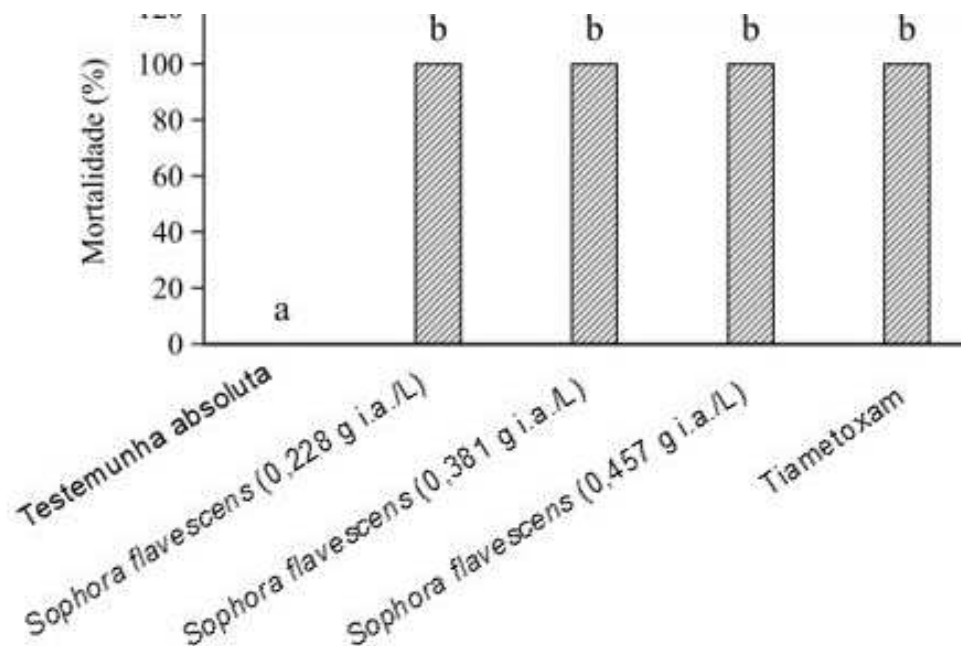 Mortalidade (%)
120
100
80
60
40
20
0
a
b
b
b
b
Testemunha absoluta
Sophora flavescens (0,228 g i.a./L)
Sophora flavescens (0,381 g i.a./L)
Sophora flavescens (0,457 g i.a./L)
Tiametoxam